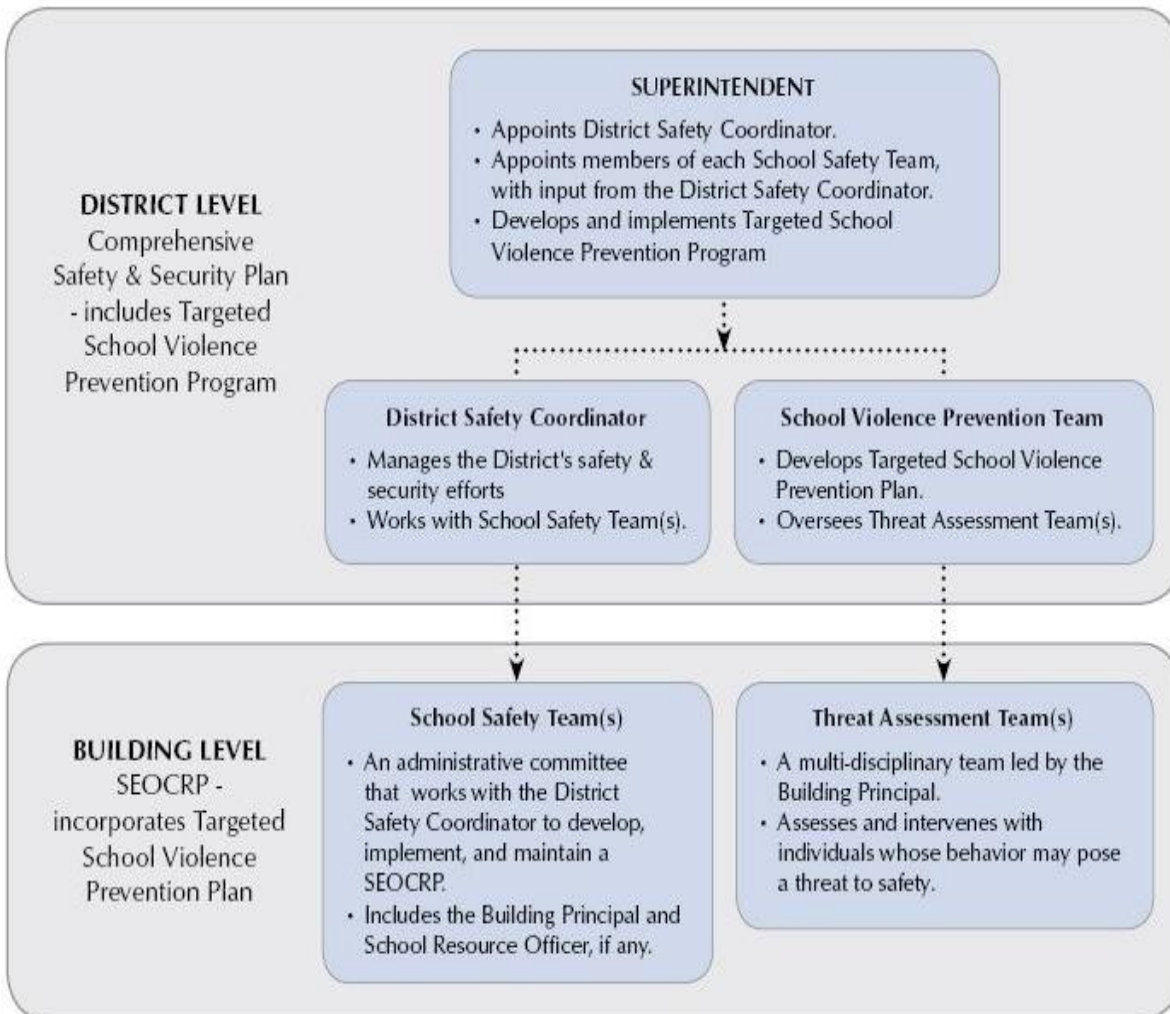 DISTRICT LEVEL
Comprehensive
Safety & Security Plan
- includes Targeted
School Violence
Prevention Program
SUPERINTENDENT
• Appoints District Safety Coordinator.
• Appoints members of each School Safety Team,
with input from the District Safety Coordinator.
• Develops and implements Targeted School
Violence Prevention Program
District Safety Coordinator
• Manages the District's safety &
security efforts
• Works with School Safety Team(s).
School Violence Prevention Team
• Develops Targeted School Violence
Prevention Plan.
• Oversees Threat Assessment Team(s).
BUILDING LEVEL
SEOCRP -
incorporates Targeted
School Violence
Prevention Plan
School Safety Team(s)
• An administrative committee
that works with the District
Safety Coordinator to develop,
implement, and maintain a
SEOCRP.
• Includes the Building Principal and
School Resource Officer, if any.
Threat Assessment Team(s)
• A multi-disciplinary team led by the
Building Principal.
• Assesses and intervenes with
individuals whose behavior may pose
a threat to safety.